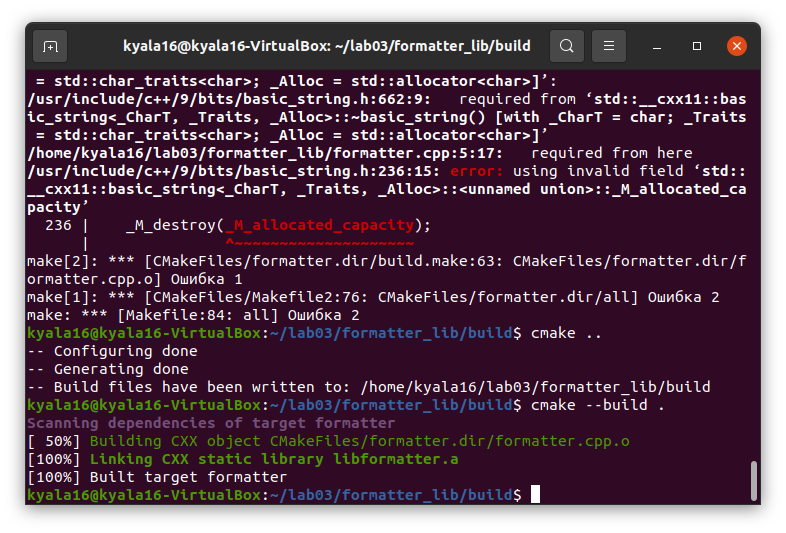 kyala16@kyala16-VirtualBox: ~/lab03/formatter_lib/build
 = std::char_traits<char>; _Alloc = std::allocator<char>]’:
/usr/include/c++/9/bits/basic_string.h:662:9:   required from ‘std::__cxx11::bas
ic_string<_CharT, _Traits, _Alloc>::~basic_string() [with _CharT = char; _Traits
 = std::char_traits<char>; _Alloc = std::allocator<char>]’
/home/kyala16/lab03/formatter_lib/formatter.cpp:5:17:   required from here
/usr/include/c++/9/bits/basic_string.h:236:15: error: using invalid field ‘std::
__cxx11::basic_string<_CharT, _Traits, _Alloc>::<unnamed union>::_M_allocated_ca
pacity’
  236 |    _M_destroy(_M_allocated_capacity);
      |               ^~~~~~~~~~~~~~~~~~~~~
make[2]: *** [CMakeFiles/formatter.dir/build.make:63: CMakeFiles/formatter.dir/f
ormatter.cpp.o] Ошибка 1
make[1]: *** [CMakeFiles/Makefile2:76: CMakeFiles/formatter.dir/all] Ошибка 2
make: *** [Makefile:84: all] Ошибка 2
kyala16@kyala16-VirtualBox:~/lab03/formatter_lib/build$ cmake ..
-- Configuring done
-- Generating done
-- Build files have been written to: /home/kyala16/lab03/formatter_lib/build
kyala16@kyala16-VirtualBox:~/lab03/formatter_lib/build$ cmake --build .
Scanning dependencies of target formatter
[ 50%] Building CXX object CMakeFiles/formatter.dir/formatter.cpp.o
[100%] Linking CXX static library libformatter.a
[100%] Built target formatter
kyala16@kyala16-VirtualBox:~/lab03/formatter_lib/build$